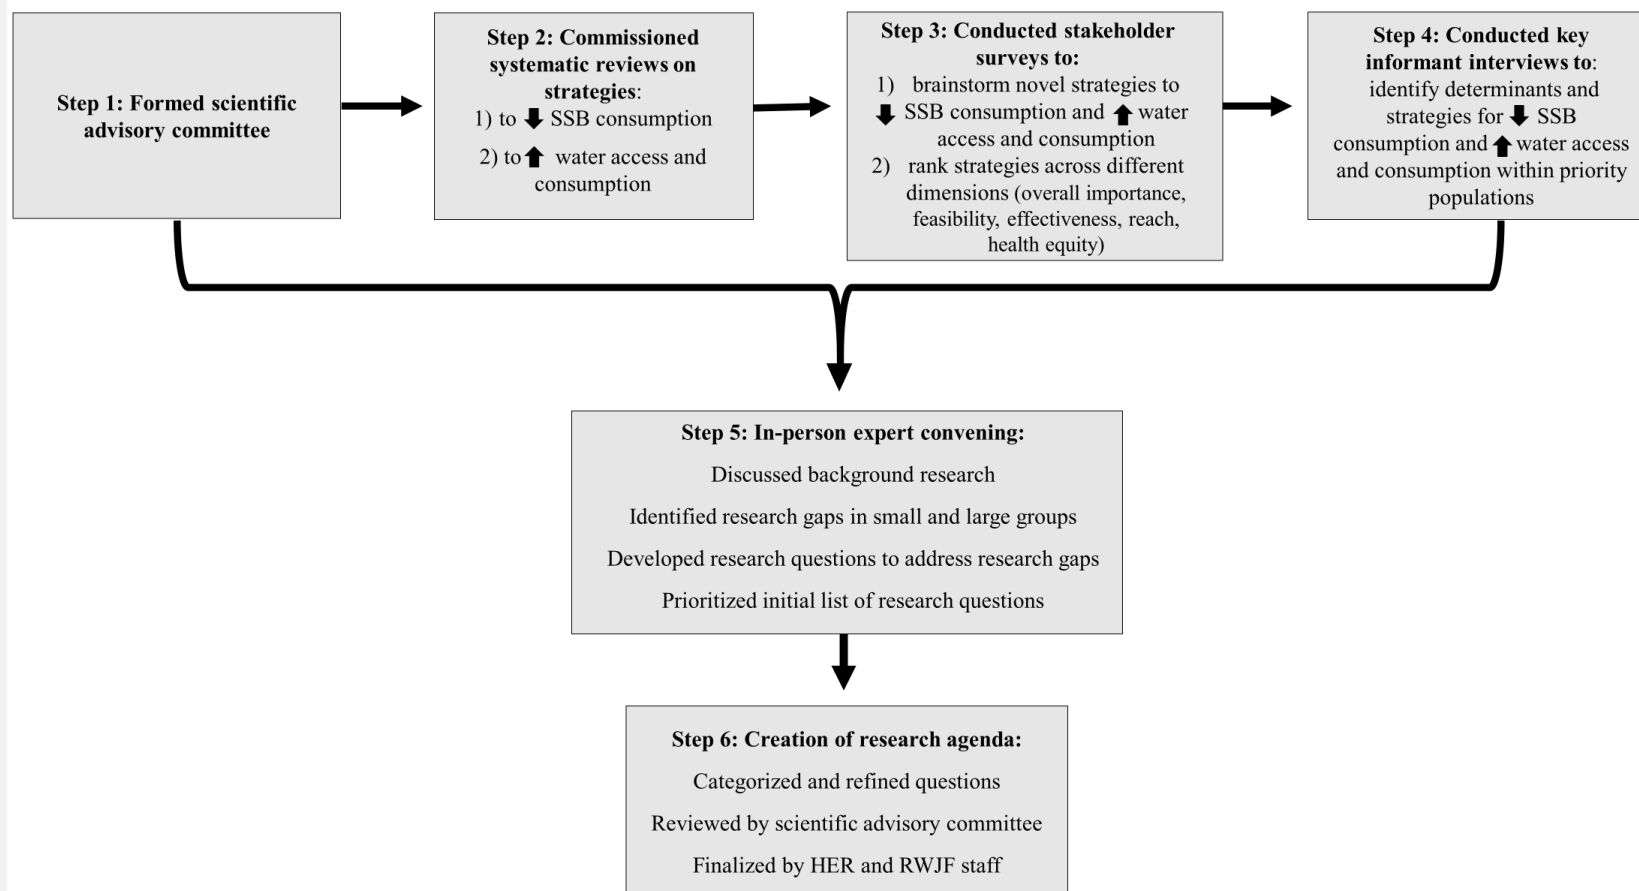 Step 1: Formed scientific
advisory committee
Step 2: Commissioned
systematic reviews on
strategies:
1) to SSB consumption
2) to water access and
consumption
Step 3: Conducted stakeholder
surveys to:
1) brainstorm novel strategies to
SSB consumption and water
access and consumption
2) rank strategies across different
dimensions (overall importance,
feasibility, effectiveness, reach,
health equity)
Step 4: Conducted key
informant interviews to:
identify determinants and
strategies for SSB
consumption and water access
and consumption within priority
populations
Step 5: In-person expert convening:
Discussed background research
Identified research gaps in small and large groups
Developed research questions to address research gaps
Prioritized initial list of research questions
Step 6: Creation of research agenda:
Categorized and refined questions
Reviewed by scientific advisory committee
Finalized by HER and RWJF staff